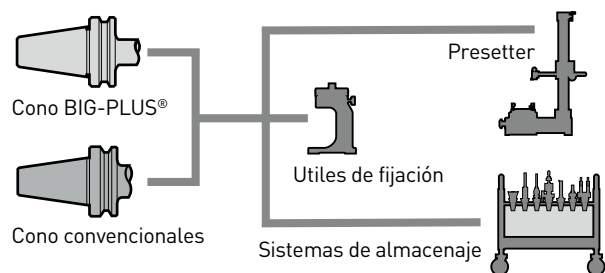 Presetter
Cono BIG-PLUS®
Utiles de fijación
Cono convencionales
Sistemas de almacenaje